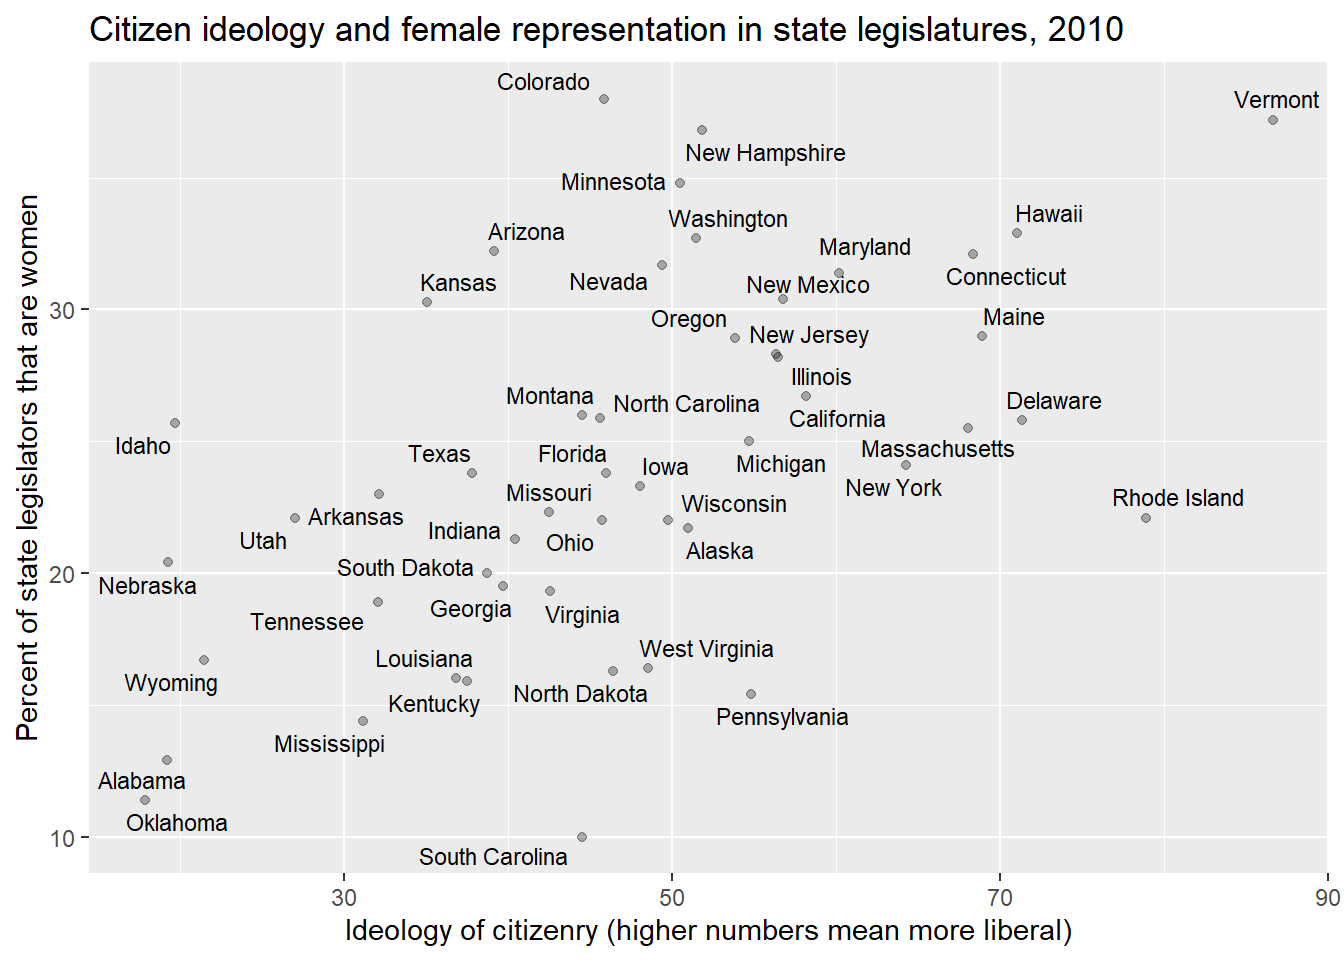 Citizen ideology and female representation in state legislatures, 2010
Colorado
Vermont
New Hampshire
Minnesota
Washington
Hawaii
Arizona
Maryland
Connecticut
Kansas
Nevada
New Mexico
30
Oregon
Maine
New Jersey
Illinois
Montana
North Carolina
Delaware
California
Idaho
Texas
Florida
Massachusetts
Iowa
Michigan
New York
Missouri
Rhode Island
Wisconsin
Arkansas
Indiana
Utah
Ohio
Alaska
South Dakota
20
Nebraska
Georgia
Virginia
Tennessee
West Virginia
Louisiana
Wyoming
North Dakota
Kentucky
Pennsylvania
Mississippi
Alabama
Oklahoma
10
South Carolina
Percent of state legislators that are women
30
50
70
90
Ideology of citizenry (higher numbers mean more liberal)